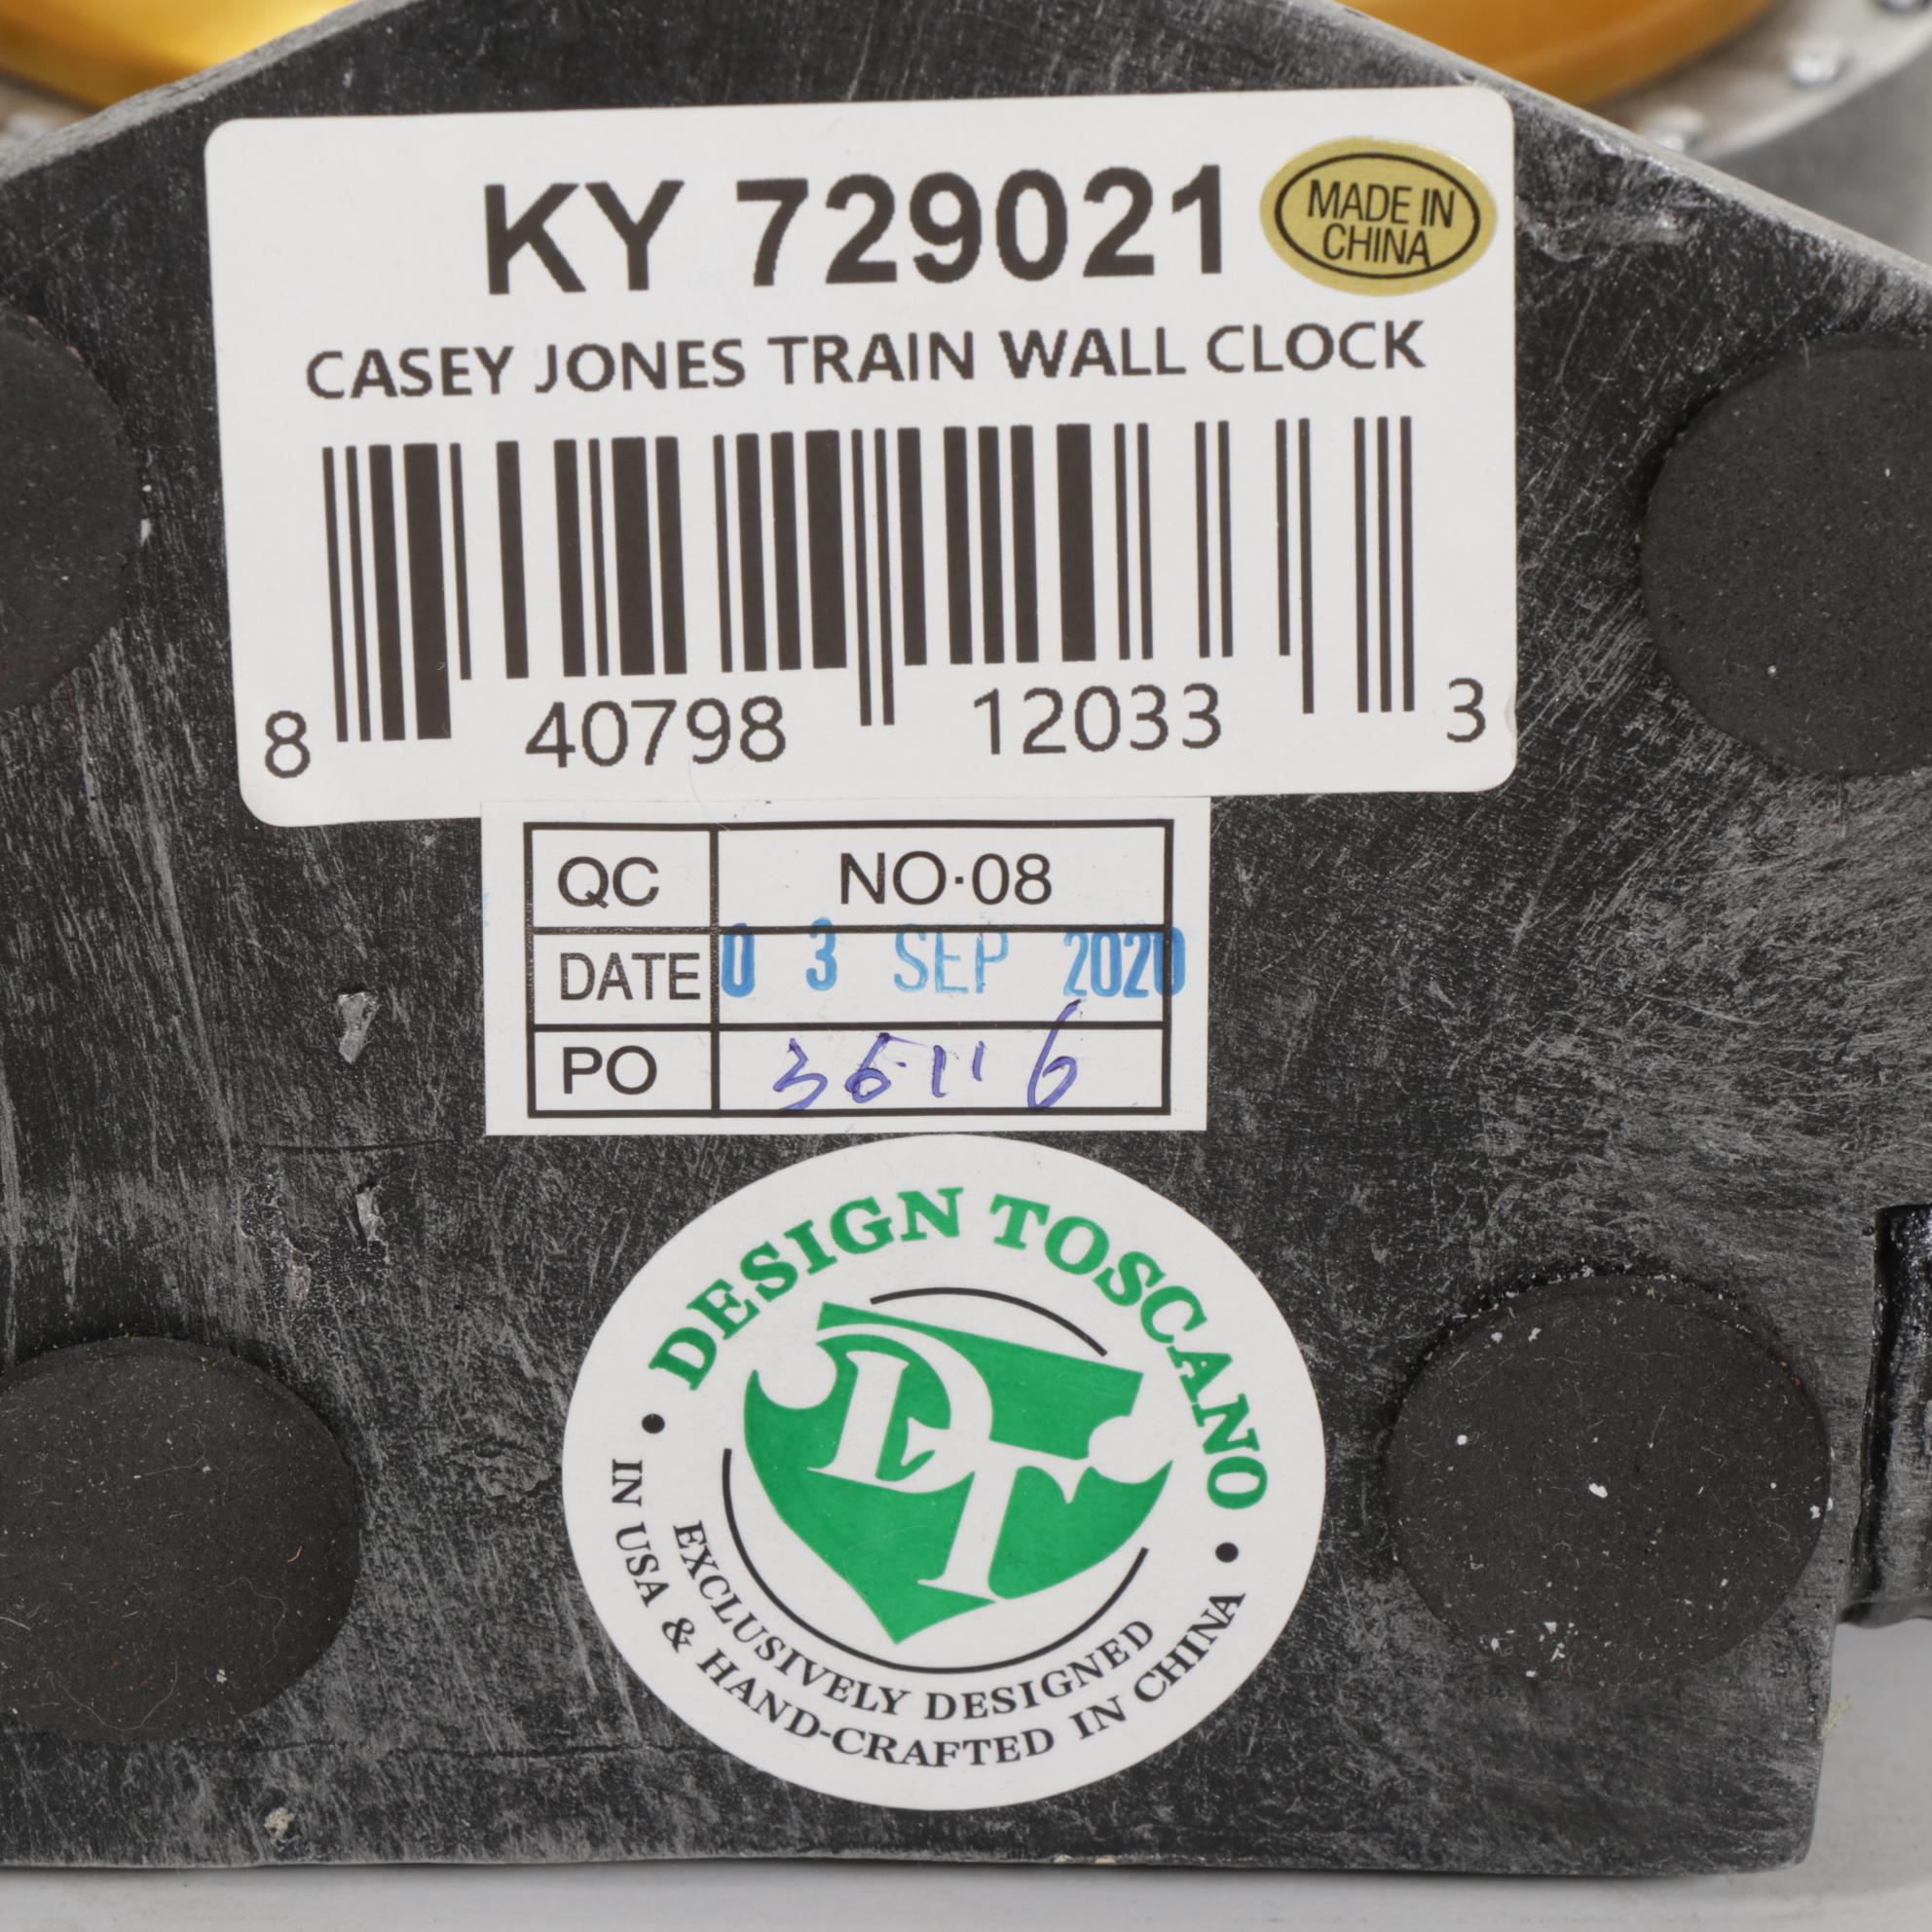 KY 729021
MADE IN
CHINA
CASEY JONES TRAIN WALL CLOCK
8 40798 12033 3
QC NO·08
DATE 03 SEP 2020
PO 36116
DESIGN TOSCANO
DT
EXCLUSIVELY DESIGNED
IN USA & HAND-CRAFTED IN CHINA